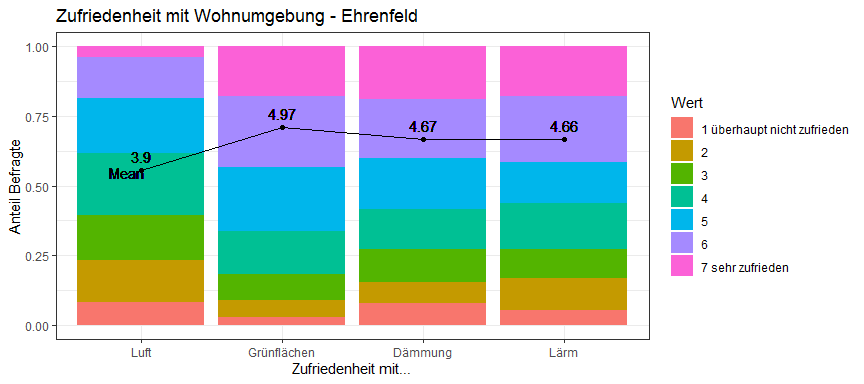 Zufriedenheit mit Wohnumgebung - Ehrenfeld
Anteil Befragte
1.00
0.75
0.50
0.25
0.00
3.9
Mean
4.97
4.67
4.66
Luft
Grünflächen
Dämmung
Lärm
Zufriedenheit mit...
Wert
1 überhaupt nicht zufrieden
2
3
4
5
6
7 sehr zufrieden